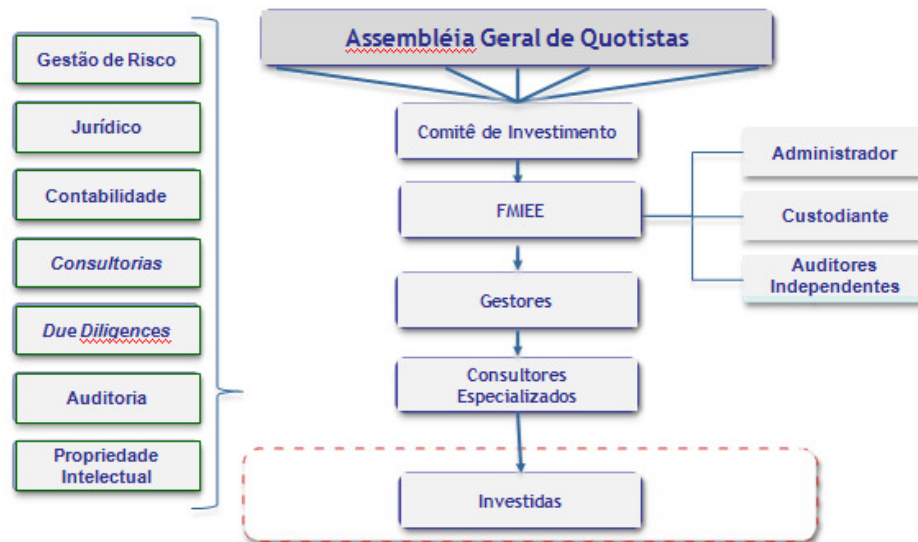 Assembléia Geral de Quotistas
Gestão de Risco
Jurídico
Contabilidade
Consultorias
Due Diligences
Auditoria
Propriedade
Intelectual
Comitê de Investimento
FMIEE
Gestores
Consultores
Especializados
Investidas
Administrador
Custodiante
Auditores
Independentes